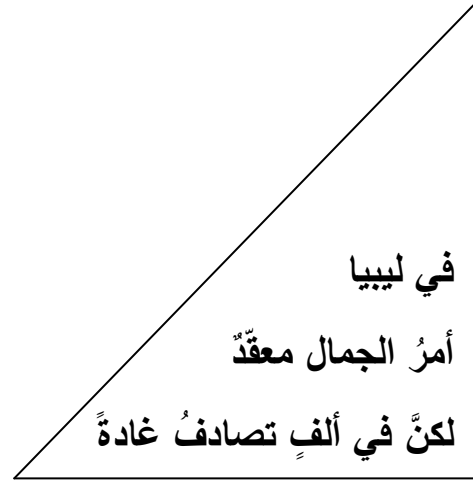 في ليبيا
أمرُ الجمال معقّدٌ
لكنَّ في ألفٍ تصادفُ غادةً